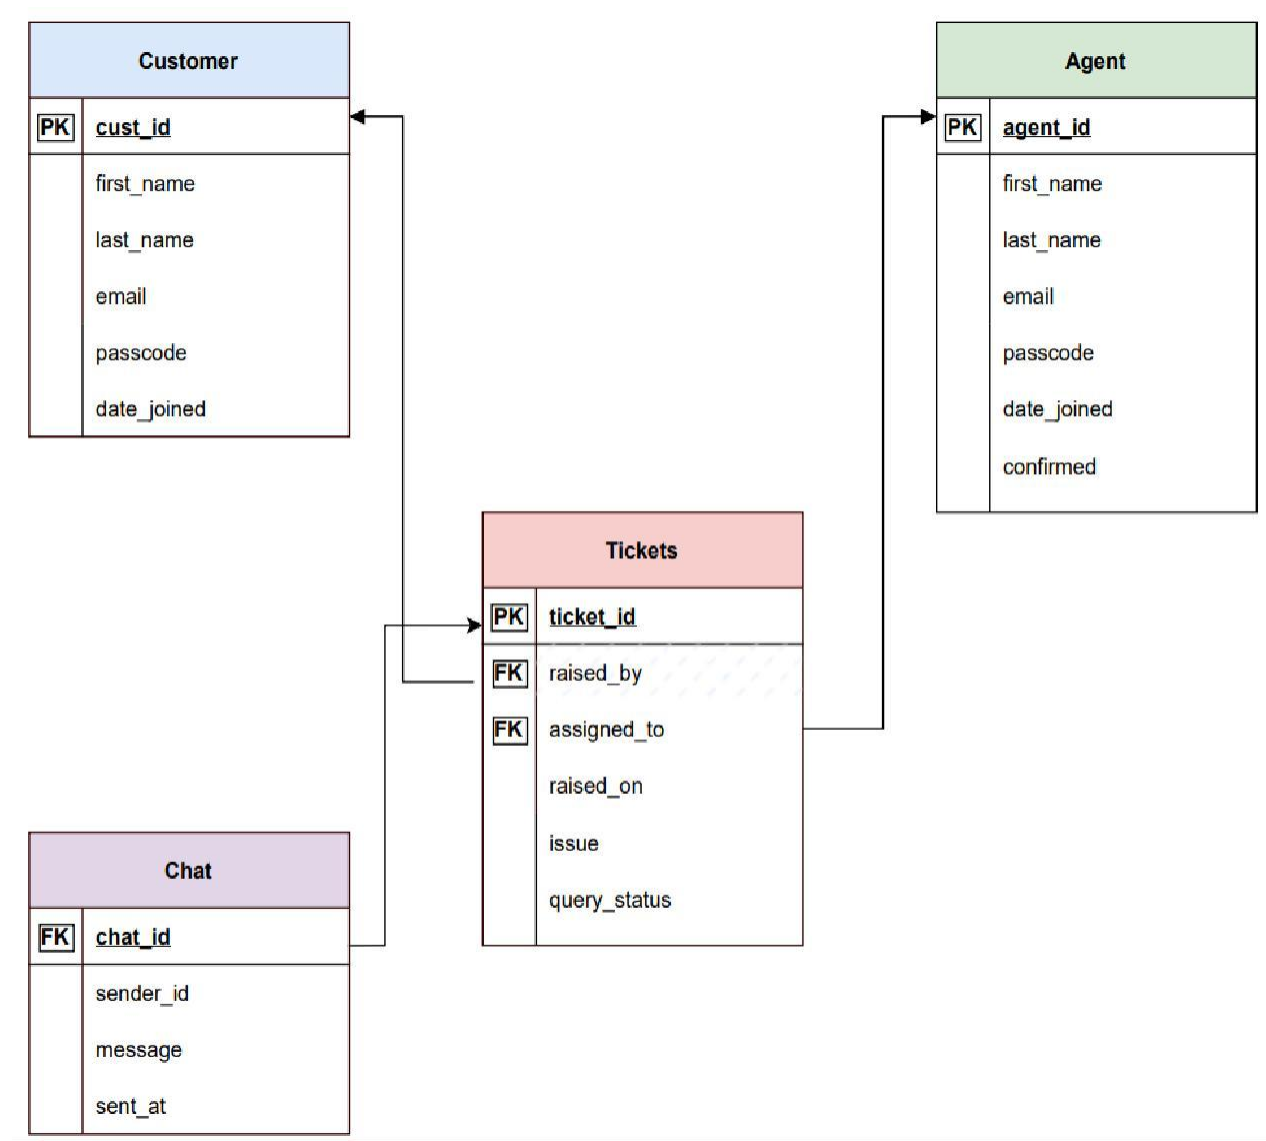 Customer
PK cust_id
first_name
last_name
email
passcode
date_joined
Agent
PK agent_id
first_name
last_name
email
passcode
date_joined
confirmed
Tickets
PK ticket_id
FK raised_by
FK assigned_to
raised_on
issue
query_status
Chat
FK chat_id
sender_id
message
sent_at